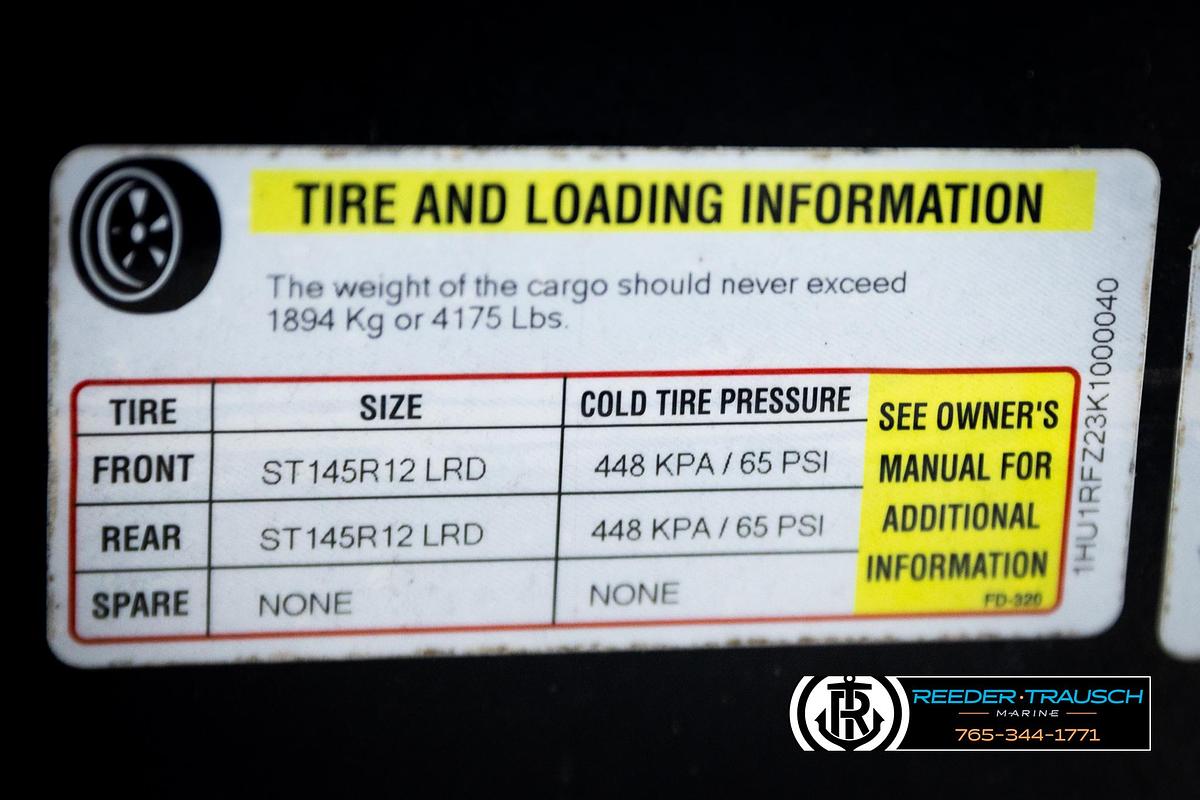 TIRE AND LOADING INFORMATION
The weight of the cargo should never exceed
1894 Kg or 4175 Lbs.
TIRE SIZE COLD TIRE PRESSURE
FRONT ST145R12 LRD 448 KPA / 65 PSI
REAR ST145R12 LRD 448 KPA / 65 PSI
SPARE NONE NONE
SEE OWNER'S
MANUAL FOR
ADDITIONAL
INFORMATION
FD-320
1HU1RFZ23K1000040
REEDER·TRAUSCH
MARINE
765-344-1771